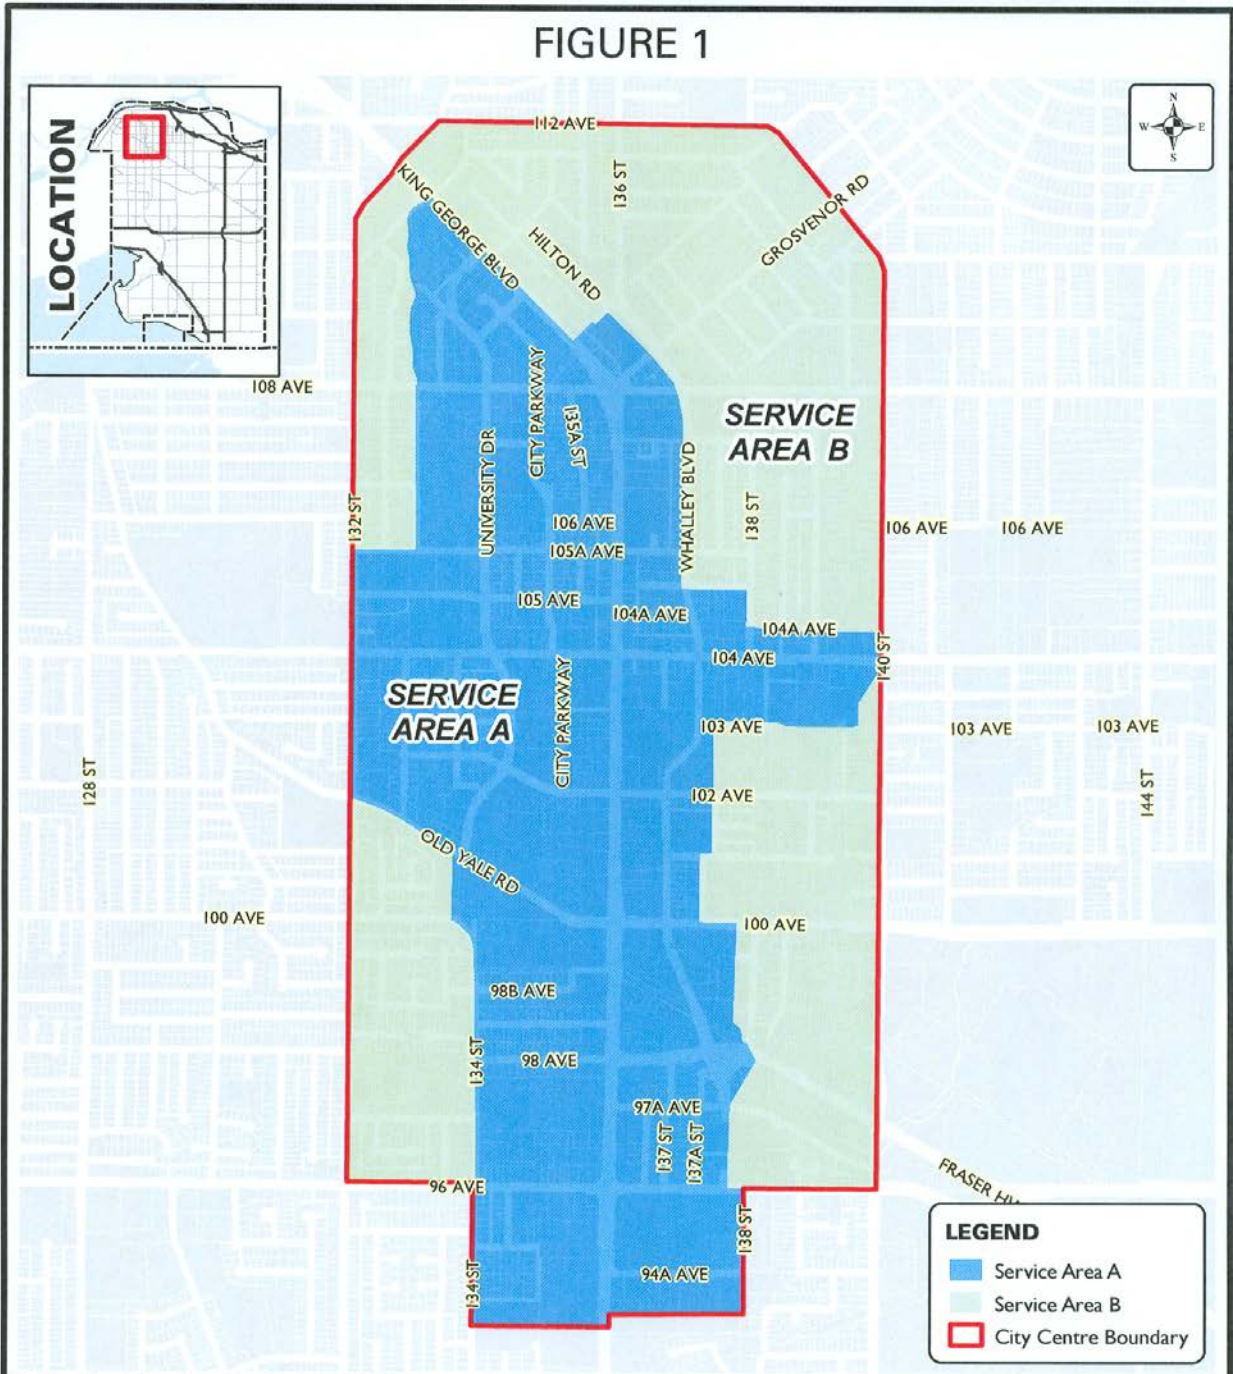 FIGURE 1
LOCATION
N
W E
S
112 AVE
136 ST
KING GEORGE BLVD
HILTON RD
GROSVENOR RD
108 AVE
CITY PARKWAY
135A ST
SERVICE
AREA B
UNIVERSITY DR
WHALLEY BLVD
138 ST
132 ST
106 AVE
106 AVE
106 AVE
105A AVE
105 AVE
104A AVE
104A AVE
104 AVE
140 ST
SERVICE
AREA A
CITY PARKWAY
103 AVE
103 AVE
103 AVE
128 ST
102 AVE
144 ST
OLD YALE RD
100 AVE
100 AVE
98B AVE
134 ST
98 AVE
97A AVE
137 ST
137A ST
96 AVE
FRASER
138 ST
134 ST
94A AVE
LEGEND
Service Area A
Service Area B
City Centre Boundary